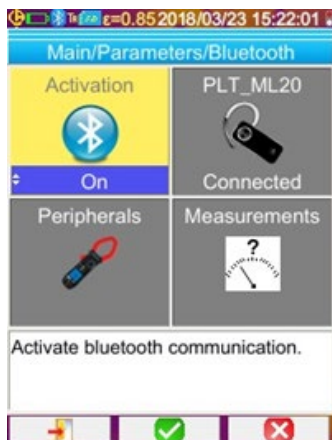 ε=0.85 2018/03/23 15:22:01
Main/Parameters/Bluetooth
Activation
On
PLT_ML20
Connected
Peripherals
Measurements
?
Activate bluetooth communication.